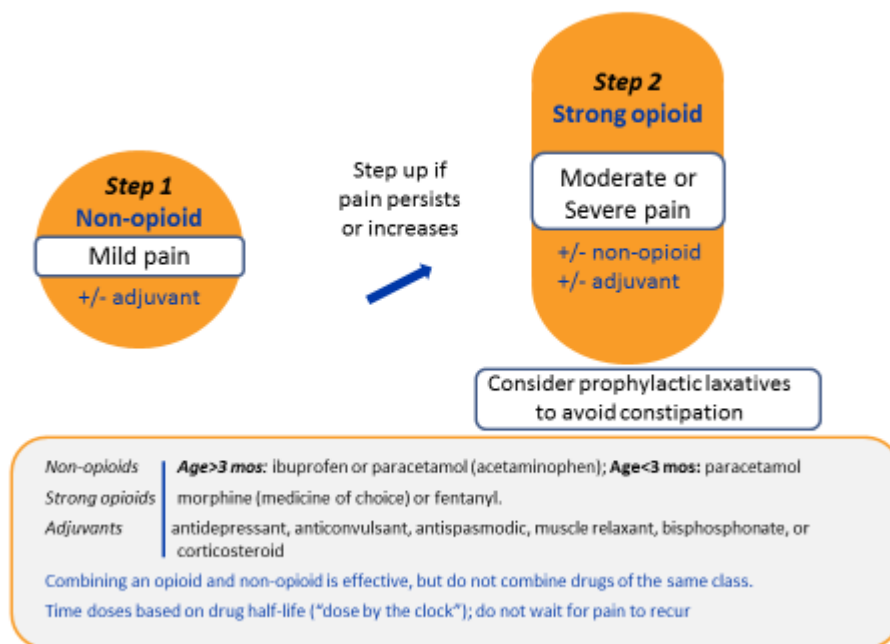 Step 1
Non-opioid
Mild pain
+/- adjuvant
Step up if
pain persists
or increases
Step 2
Strong opioid
Moderate or
Severe pain
+/- non-opioid
+/- adjuvant
Consider prophylactic laxatives
to avoid constipation
Non-opioids Age>3 mos: ibuprofen or paracetamol (acetaminophen); Age<3 mos: paracetamol
Strong opioids morphine (medicine of choice) or fentanyl.
Adjuvants antidepressant, anticonvulsant, antispasmodic, muscle relaxant, bisphosphonate, or
corticosteroid
Combining an opioid and non-opioid is effective, but do not combine drugs of the same class.
Time doses based on drug half-life (“dose by the clock”); do not wait for pain to recur